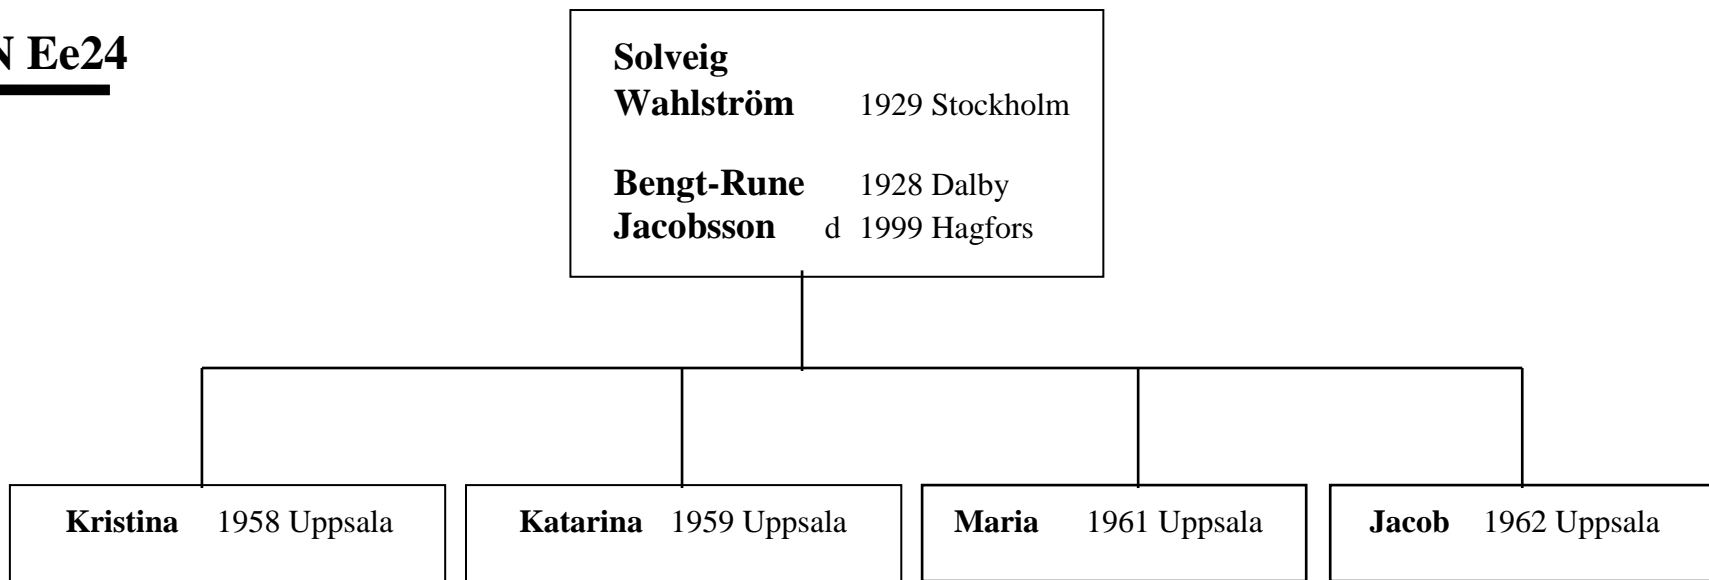 N Ee24
Solveig
Wahlström 1929 Stockholm
Bengt-Rune 1928 Dalby
Jacobsson d 1999 Hagfors
Kristina 1958 Uppsala
Katarina 1959 Uppsala
Maria 1961 Uppsala
Jacob 1962 Uppsala